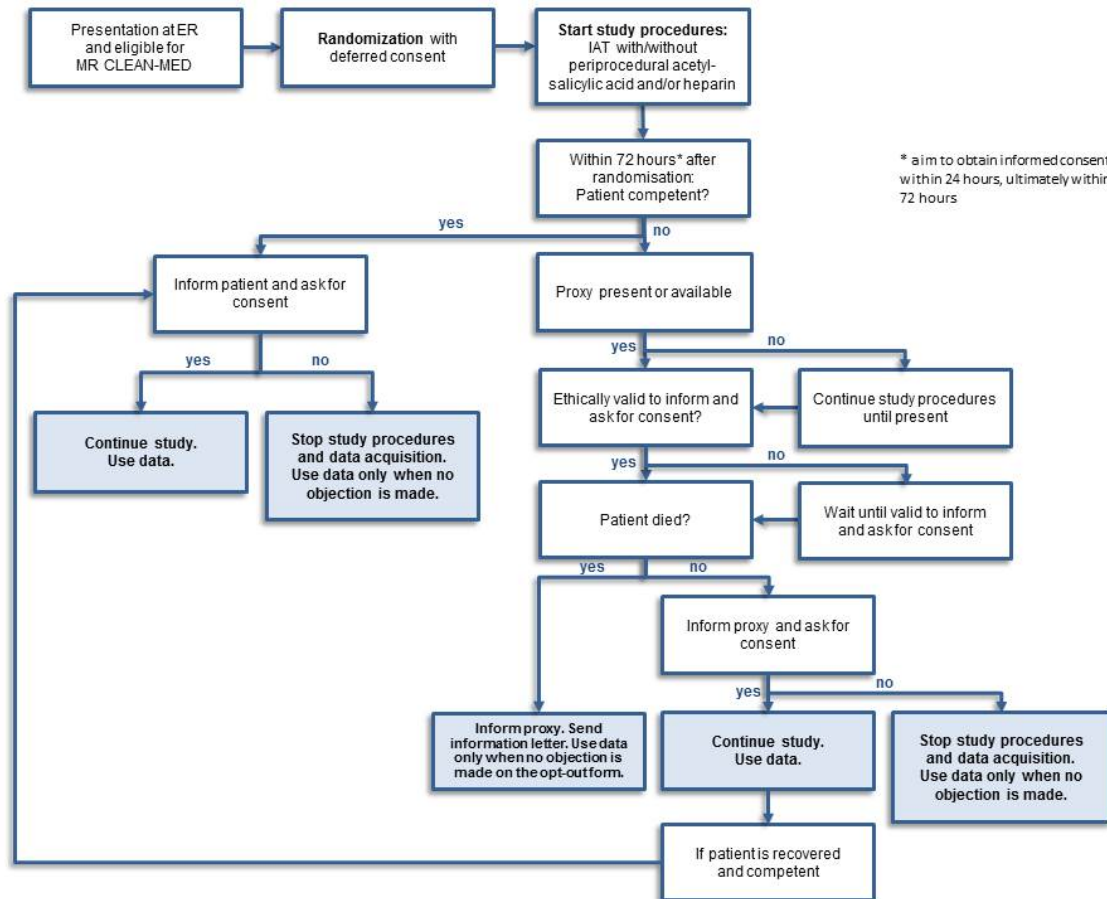 Presentation at ER
and eligible for
MR CLEAN-MED
Randomization with
deferred consent
Start study procedures:
IAT with/without
periprocedural acetyl-
salicylic acid and/or heparin
Within 72 hours* after
randomisation:
Patient competent?
* aim to obtain informed consent
within 24 hours, ultimately within
72 hours
yes
no
Inform patient and ask for
consent
Proxy present or available
yes
no
yes
no
Continue study.
Use data.
Stop study procedures
and data acquisition.
Use data only when no
objection is made.
Ethically valid to inform and
ask for consent?
Continue study procedures
until present
yes
no
Patient died?
Wait until valid to inform
and ask for consent
yes
no
Inform proxy and ask for
consent
yes
no
Inform proxy. Send
information letter. Use data
only when no objection is
made on the opt-out form.
Continue study.
Use data.
Stop study procedures
and data acquisition.
Use data only when no
objection is made.
If patient is recovered
and competent